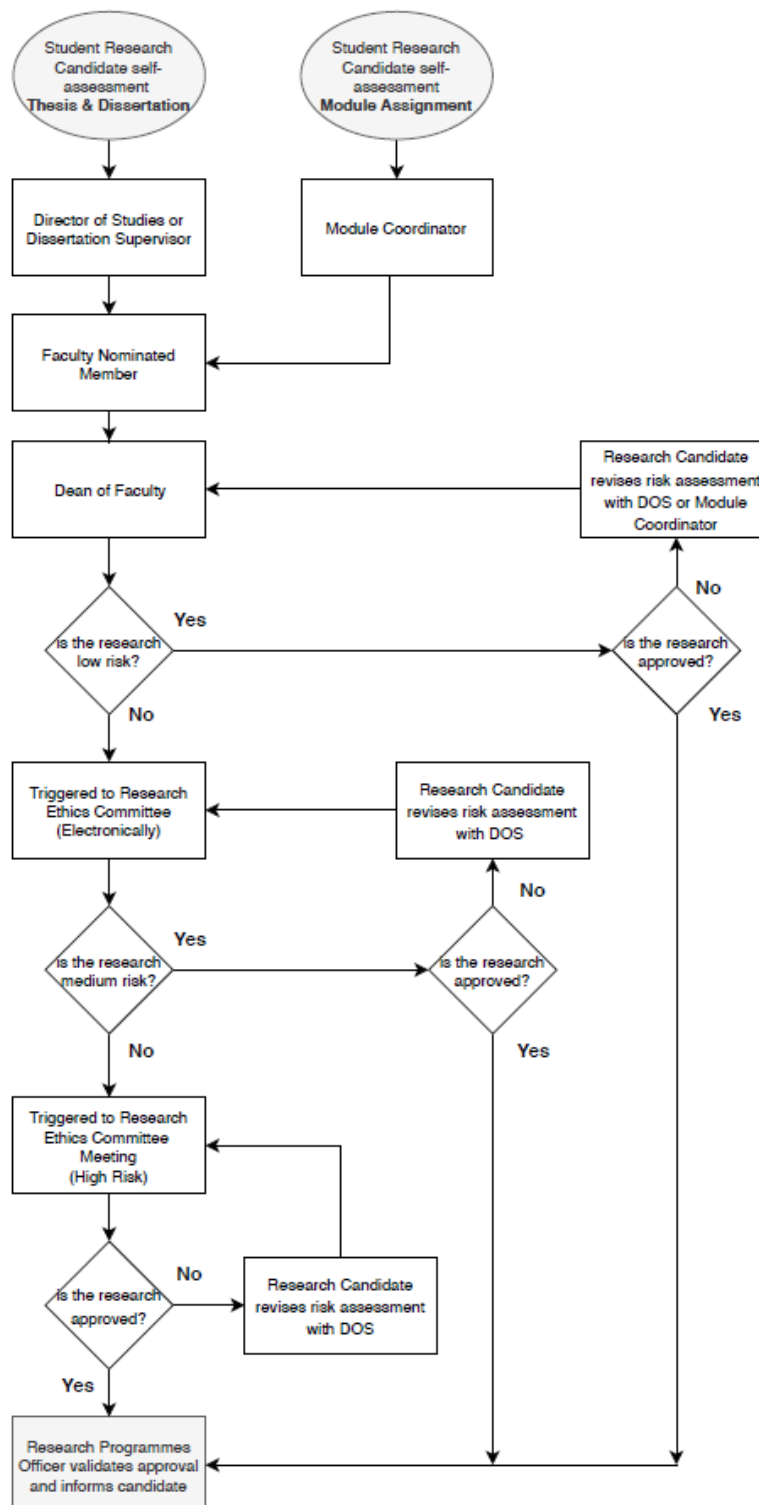 Student Research
Candidate self-
assessment
Thesis & Dissertation
Student Research
Candidate self-
assessment
Module Assignment
Director of Studies or
Dissertation Supervisor
Module Coordinator
Faculty Nominated
Member
Dean of Faculty
Research Candidate
revises risk assessment
with DOS or Module
Coordinator
No
is the research
low risk?
Yes
is the research
approved?
No
Yes
Triggered to Research
Ethics Committee
(Electronically)
Research Candidate
revises risk assessment
with DOS
No
is the research
medium risk?
Yes
is the research
approved?
No
Yes
Triggered to Research
Ethics Committee
Meeting
(High Risk)
is the research
approved?
No
Research Candidate
revises risk assessment
with DOS
Yes
Research Programmes
Officer validates approval
and informs candidate